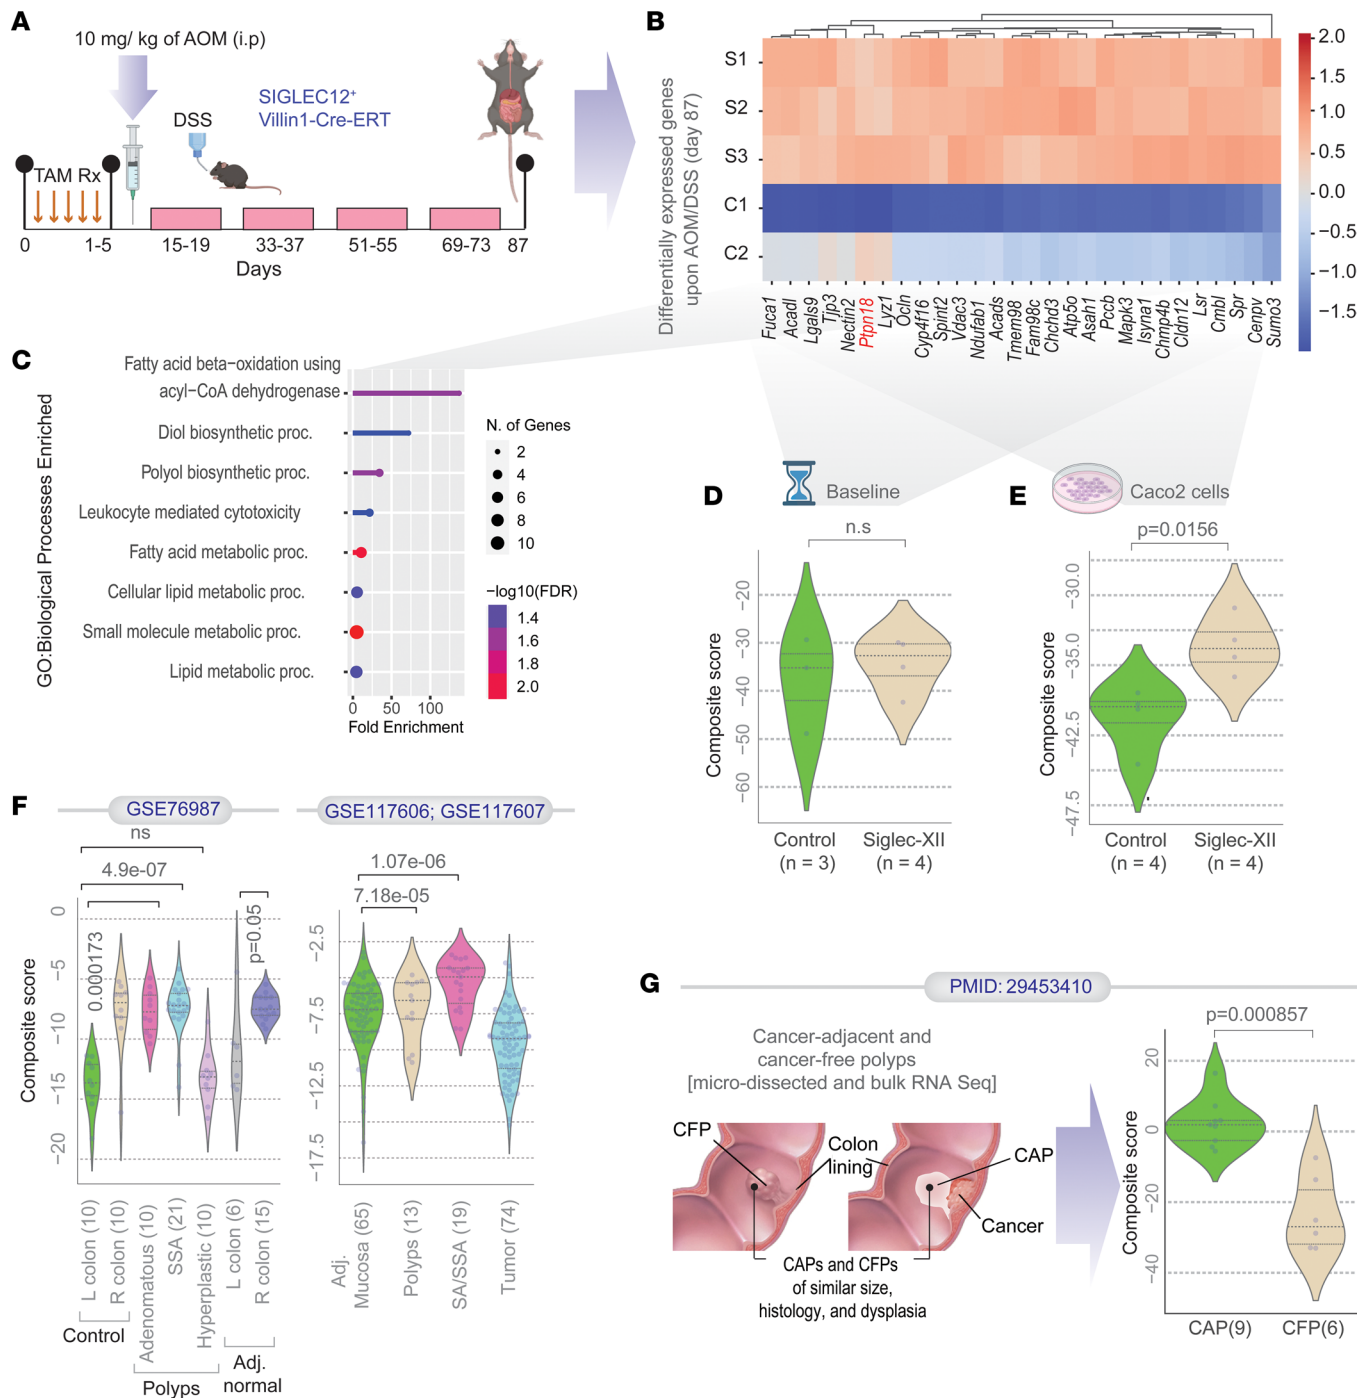 A
10 mg/ kg of AOM (i.p)
SIGLEC12+
Villin1-Cre-ERT
DSS
TAM Rx
0
1-5
15-19
33-37
51-55
69-73
87
Days
B
Differentially expressed genes
upon AOM/DSS (day 87)
S1
S2
S3
C1
C2
2.0
1.5
1.0
0.5
0.0
−0.5
−1.0
−1.5
Fuca1
Acadl
Lgals9
Tjp3
Nectin2
Ptpn18
Lyz1
Ocln
Cyp4f16
Spint2
Vdac3
Ndufab1
Acads
Tmem98
Fam98c
Chchd3
Atp5o
Asah1
Pccb
Mapk3
Isyna1
Chmp4b
Cldn12
Lsr
Cmbl
Spr
Cenpv
Sumo3
C
GO:Biological Processes Enriched
Fatty acid beta−oxidation using
acyl−CoA dehydrogenase
Diol biosynthetic proc.
Polyol biosynthetic proc.
Leukocyte mediated cytotoxicity
Fatty acid metabolic proc.
Cellular lipid metabolic proc.
Small molecule metabolic proc.
Lipid metabolic proc.
0
50
100
Fold Enrichment
N. of Genes
2
4
6
8
10
−log10(FDR)
1.4
1.6
1.8
2.0
D
Baseline
n.s
Composite score
−20
−30
−40
−50
−60
Control
(n = 3)
Siglec-XII
(n = 4)
E
Caco2 cells
p=0.0156
Composite score
−30.0
−35.0
−42.5
−47.5
Control
(n = 4)
Siglec-XII
(n = 4)
F
GSE76987
ns
4.9e-07
0.000173
p=0.05
Composite score
0
−5
−10
−15
−20
L colon (10)
R colon (10)
Adenomatous (10)
SSA (21)
Hyperplastic (10)
L colon (6)
R colon (15)
Control
Polyps
Adj.
normal
GSE117606; GSE117607
1.07e-06
7.18e-05
−2.5
−7.5
−12.5
−17.5
Adj.
Mucosa (65)
Polyps (13)
SA/SSA (19)
Tumor (74)
G
PMID: 29453410
Cancer-adjacent and
cancer-free polyps
[micro-dissected and bulk RNA Seq]
CFP
Colon
lining
CAP
Cancer
CAPs and CFPs
of similar size,
histology, and dysplasia
p=0.000857
Composite score
20
0
−20
−40
CAP(9)
CFP(6)